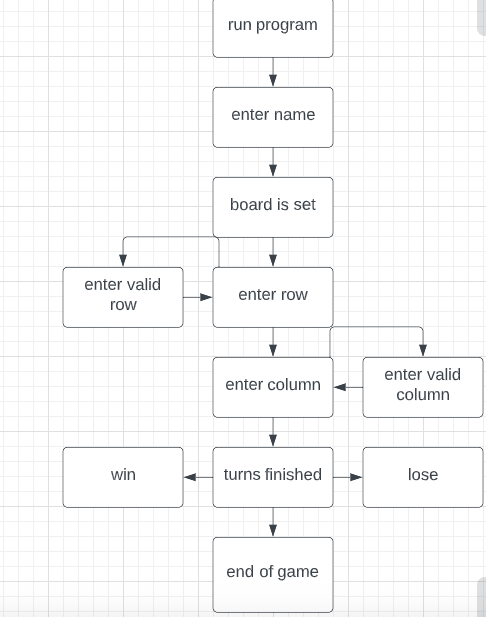 run program
enter name
board is set
enter valid
row
enter row
enter column
enter valid
column
win
turns finished
lose
end of game